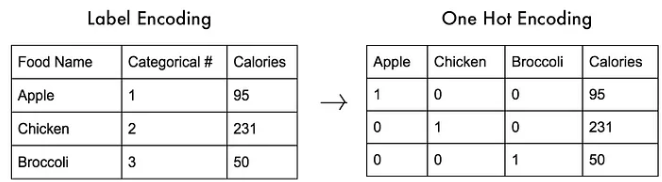 Label Encoding
Food Name Categorical # Calories
Apple 1 95
Chicken 2 231
Broccoli 3 50
→
One Hot Encoding
Apple Chicken Broccoli Calories
1 0 0 95
0 1 0 231
0 0 1 50